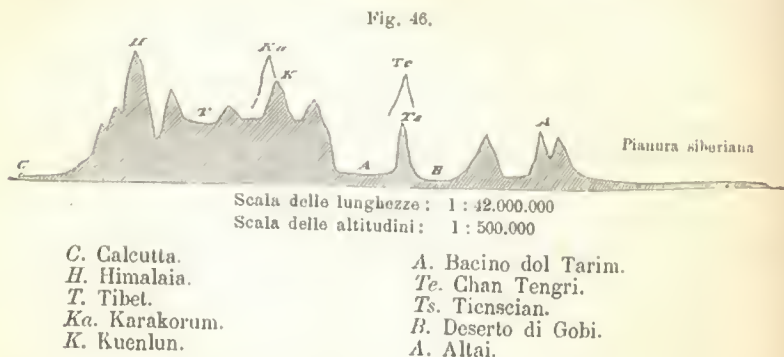 Fig. 46.
H Ka K T Te Ts A C A B
Pianura siberiana
Scala delle lunghezze: 1 : 42.000.000
Scala delle altitudini: 1 : 500.000
C. Calcutta.
H. Himalaia.
T. Tibet.
Ka. Karakorum.
K. Kuenlun.
A. Bacino dol Tarim.
Te. Chan Tengri.
Ts. Tienscian.
B. Deserto di Gobi.
A. Altai.